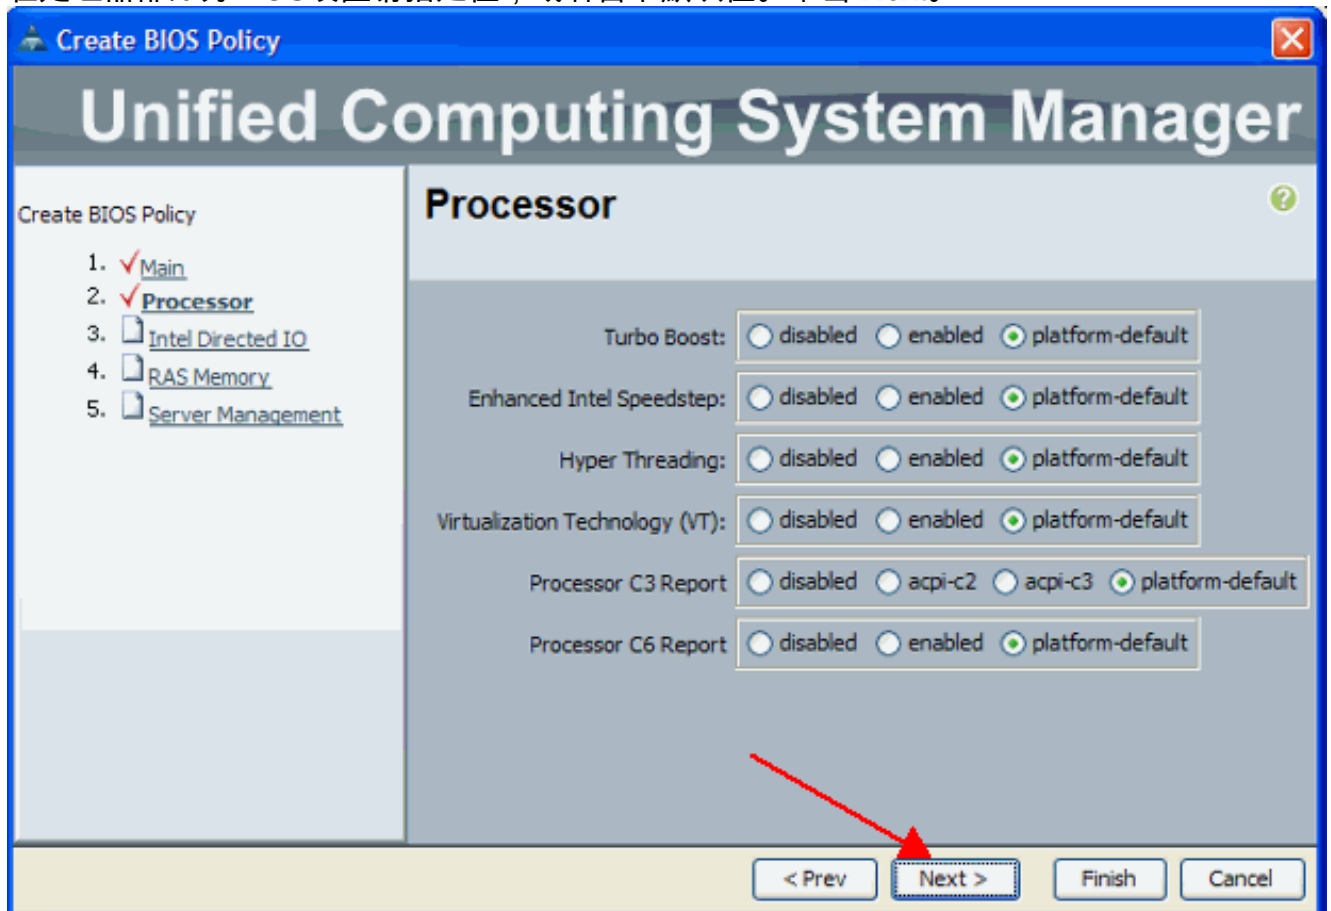 Create BIOS Policy
Unified Computing System Manager
Create BIOS Policy
1. Main
2. Processor
3. Intel Directed IO
4. RAS Memory
5. Server Management
Processor
Turbo Boost: disabled enabled platform-default
Enhanced Intel Speedstep: disabled enabled platform-default
Hyper Threading: disabled enabled platform-default
Virtualization Technology (VT): disabled enabled platform-default
Processor C3 Report disabled acpi-c2 acpi-c3 platform-default
Processor C6 Report disabled enabled platform-default
< Prev Next > Finish Cancel